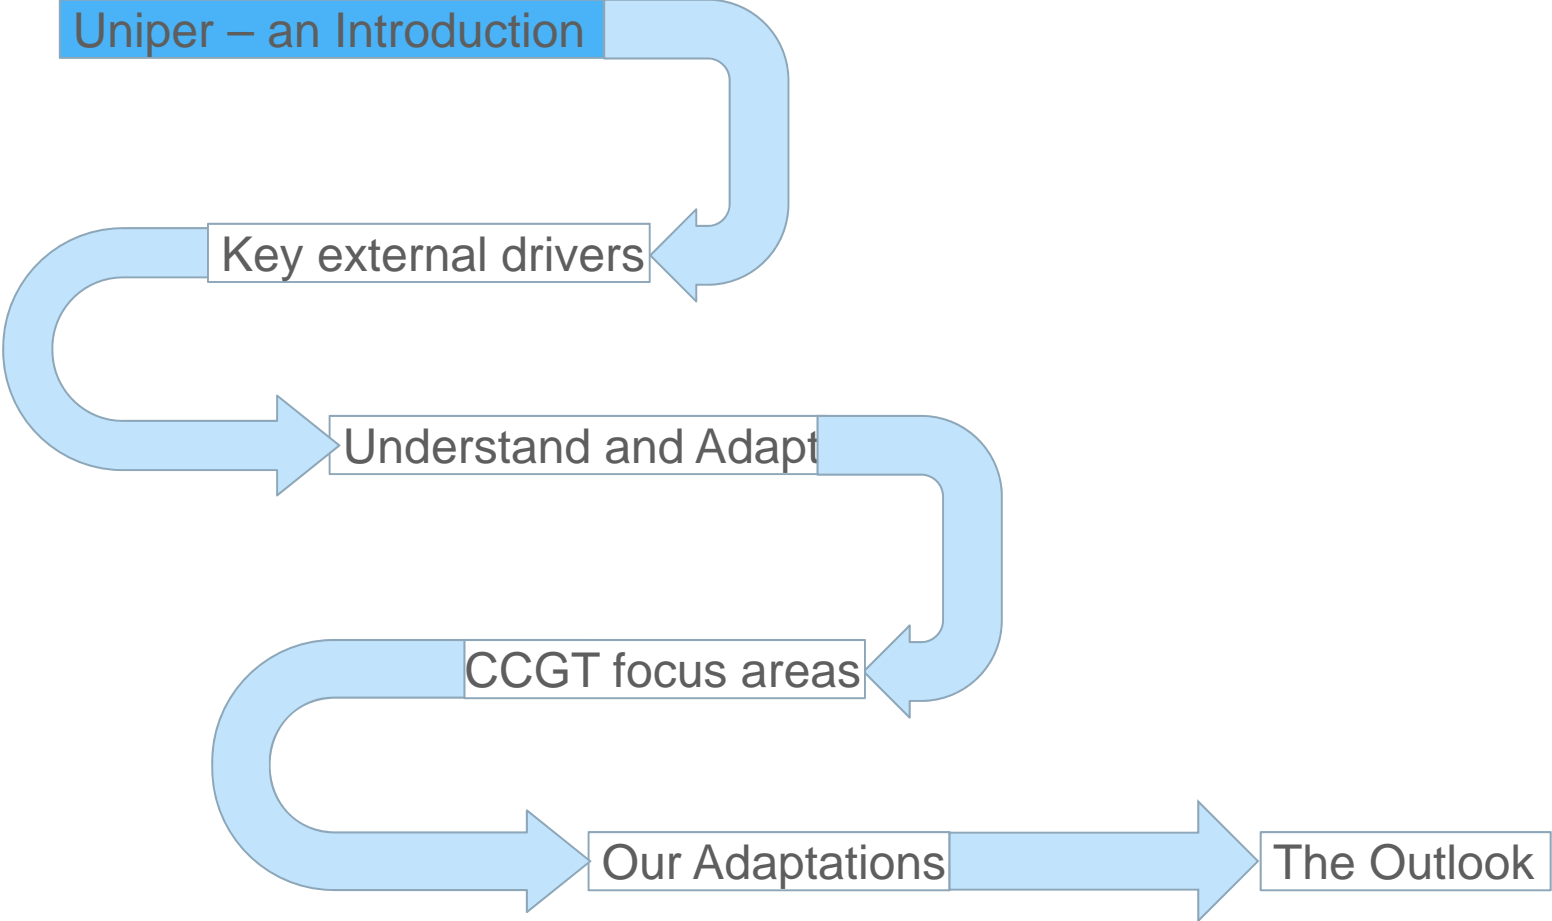 Uniper – an Introduction
Key external drivers
Understand and Adapt
CCGT focus areas
Our Adaptations
The Outlook